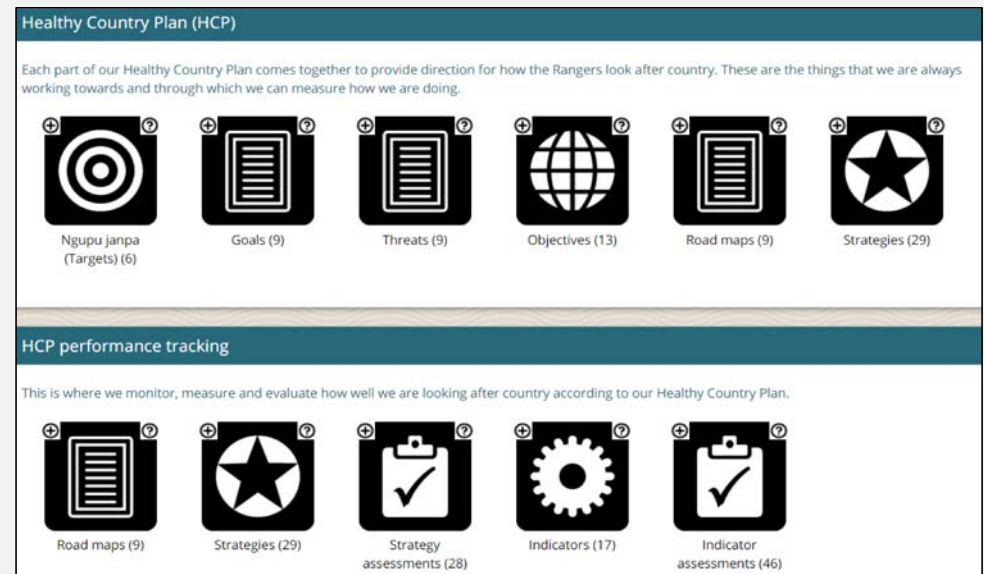 Healthy Country Plan (HCP)
Each part of our Healthy Country Plan comes together to provide direction for how the Rangers look after country. These are the things that we are always
working towards and through which we can measure how we are doing.
Ngupu janpa
(Targets) (6)
Goals (9)
Threats (9)
Objectives (13)
Road maps (9)
Strategies (29)
HCP performance tracking
This is where we monitor, measure and evaluate how well we are looking after country according to our Healthy Country Plan.
Road maps (9)
Strategies (29)
Strategy
assessments (28)
Indicators (17)
Indicator
assessments (46)